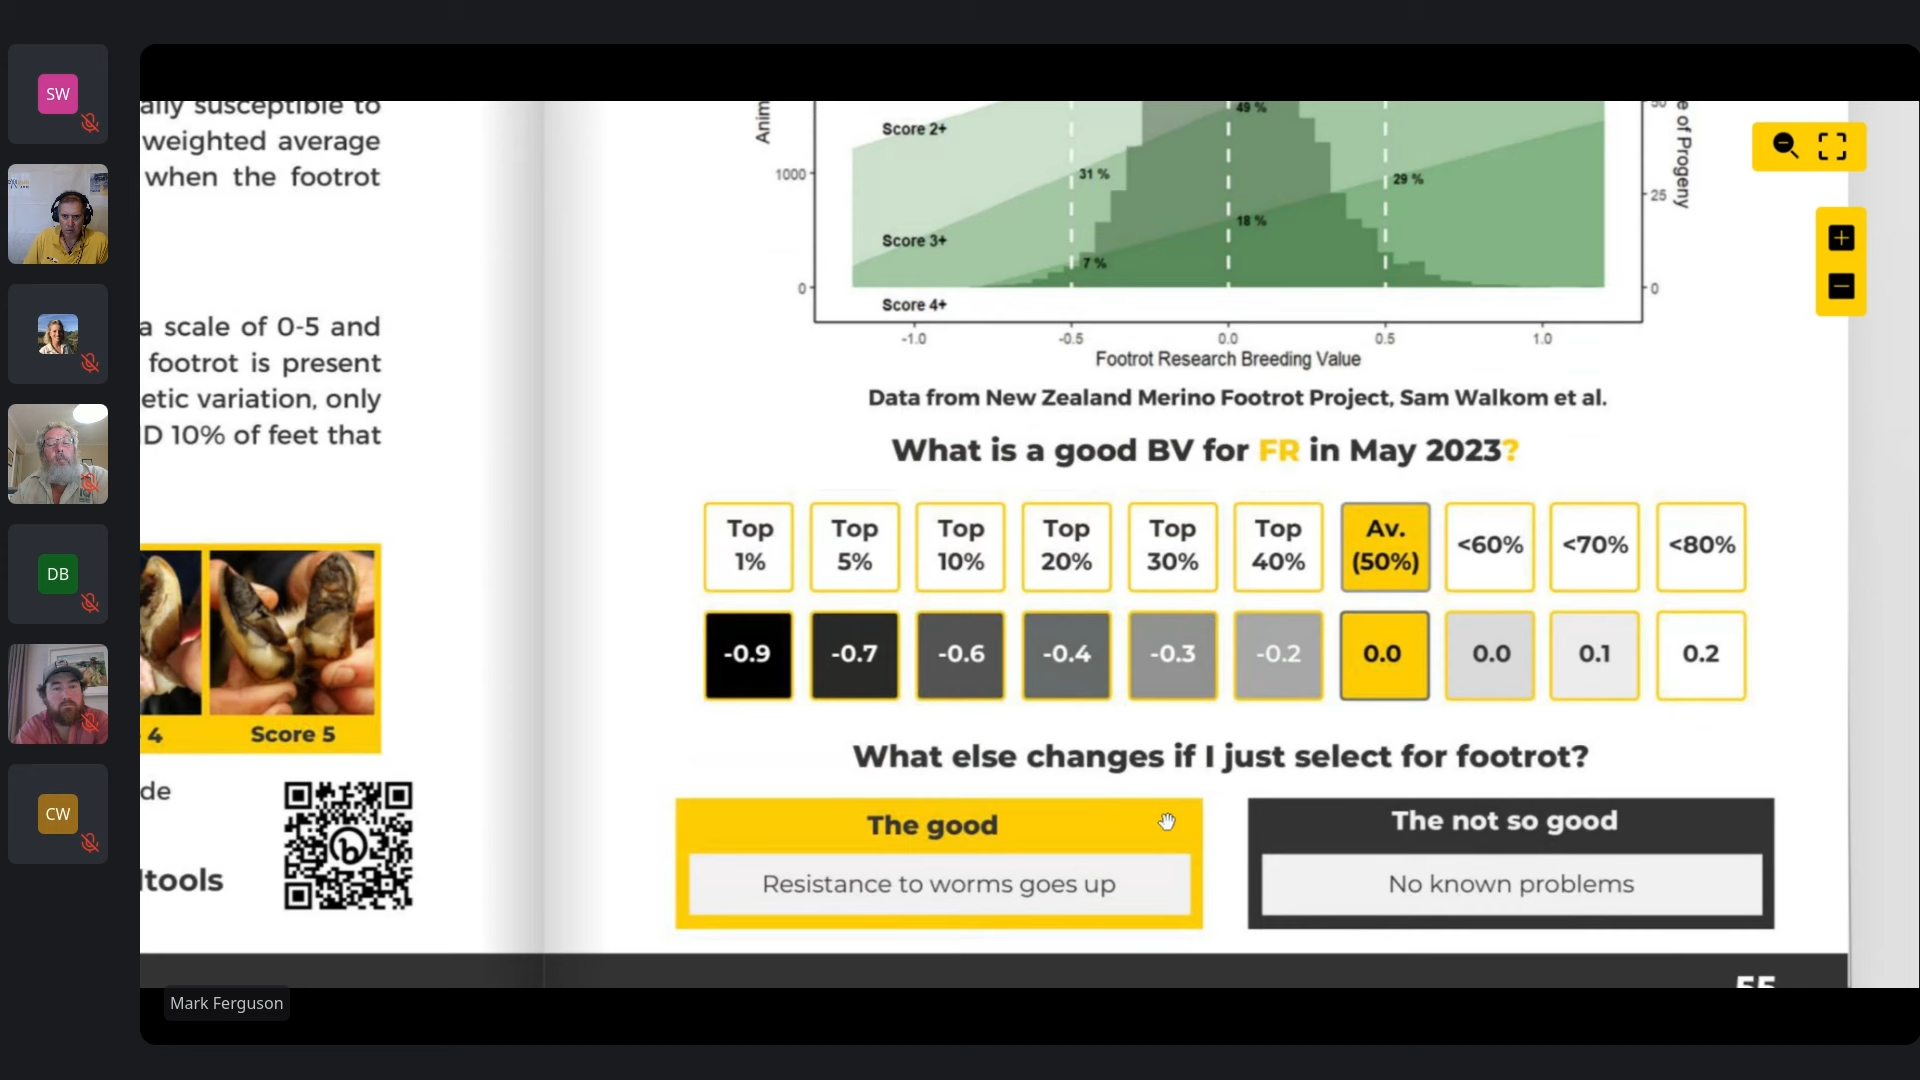 SW
DB
CW
ally susceptible to
weighted average
when the footrot
a scale of 0-5 and
footrot is present
etic variation, only
D 10% of feet that
4
Score 5
de
ltools
Anim
e of Progeny
Score 2+
Score 3+
Score 4+
49 %
31 %
29 %
18 %
7 %
1000
0
50
25
0
-1.0
-0.5
0.0
0.5
1.0
Footrot Research Breeding Value
Data from New Zealand Merino Footrot Project, Sam Walkom et al.
What is a good BV for FR in May 2023?
Top 1%
Top 5%
Top 10%
Top 20%
Top 30%
Top 40%
Av. (50%)
<60%
<70%
<80%
-0.9
-0.7
-0.6
-0.4
-0.3
-0.2
0.0
0.0
0.1
0.2
What else changes if I just select for footrot?
The good
Resistance to worms goes up
The not so good
No known problems
55
Mark Ferguson